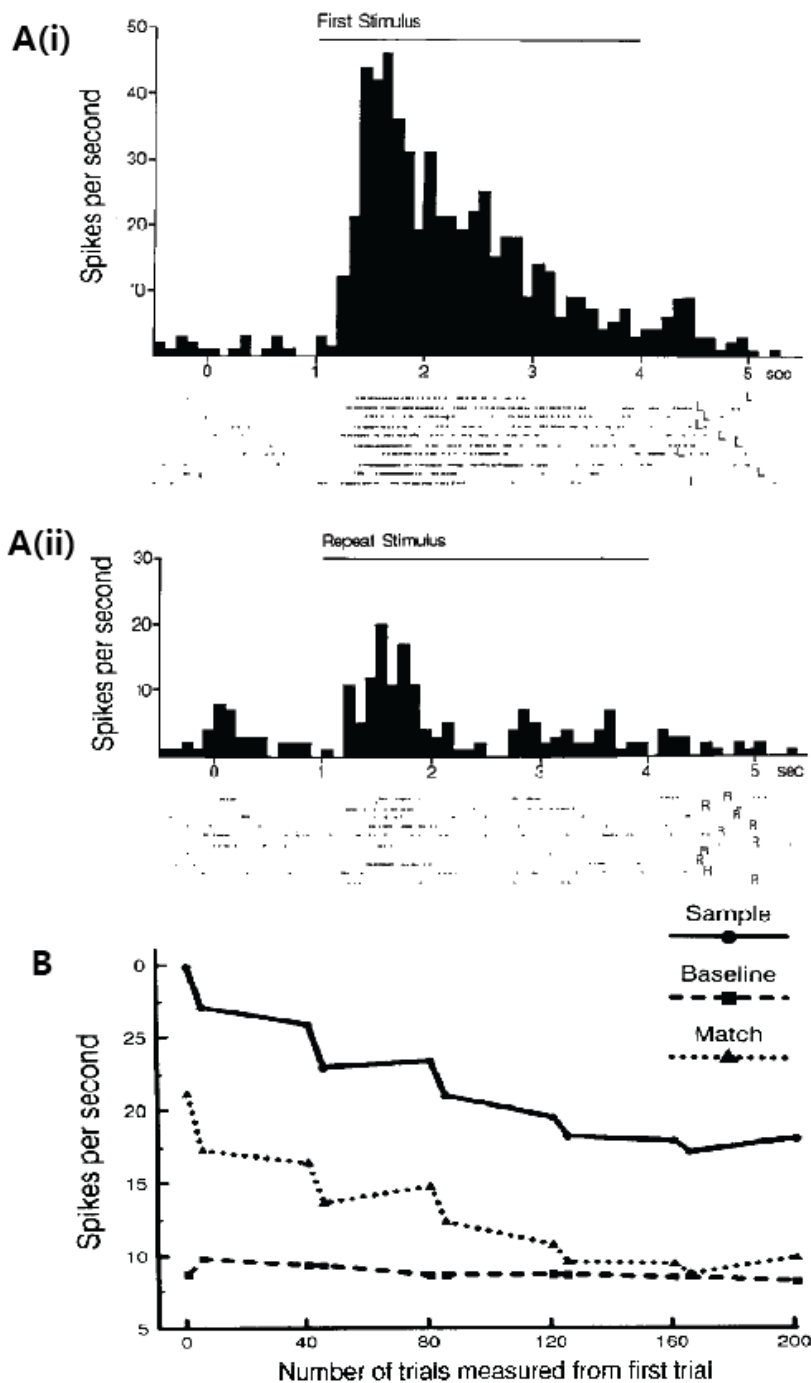 A(i)
First Stimulus
Spikes per second
50
40
30
20
10
0 1 2 3 4 5 sec
L
L
L
L
L
L
L
L
A(ii)
Repeat Stimulus
Spikes per second
30
20
10
0 1 2 3 4 5 sec
R
R
R
R
R
R
R
R
R
B
Sample
Baseline
Match
Spikes per second
0
25
20
15
10
5
0 40 80 120 160 200
Number of trials measured from first trial